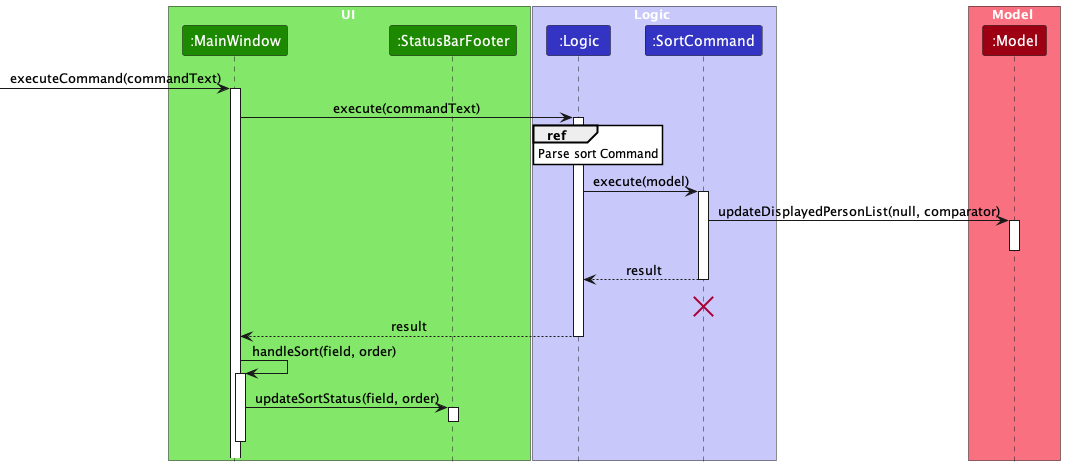 UI
Logic
Model
:MainWindow
:StatusBarFooter
:Logic
:SortCommand
:Model
executeCommand(commandText)
execute(commandText)
ref
Parse sort Command
execute(model)
updateDisplayedPersonList(null, comparator)
result
result
handleSort(field, order)
updateSortStatus(field, order)